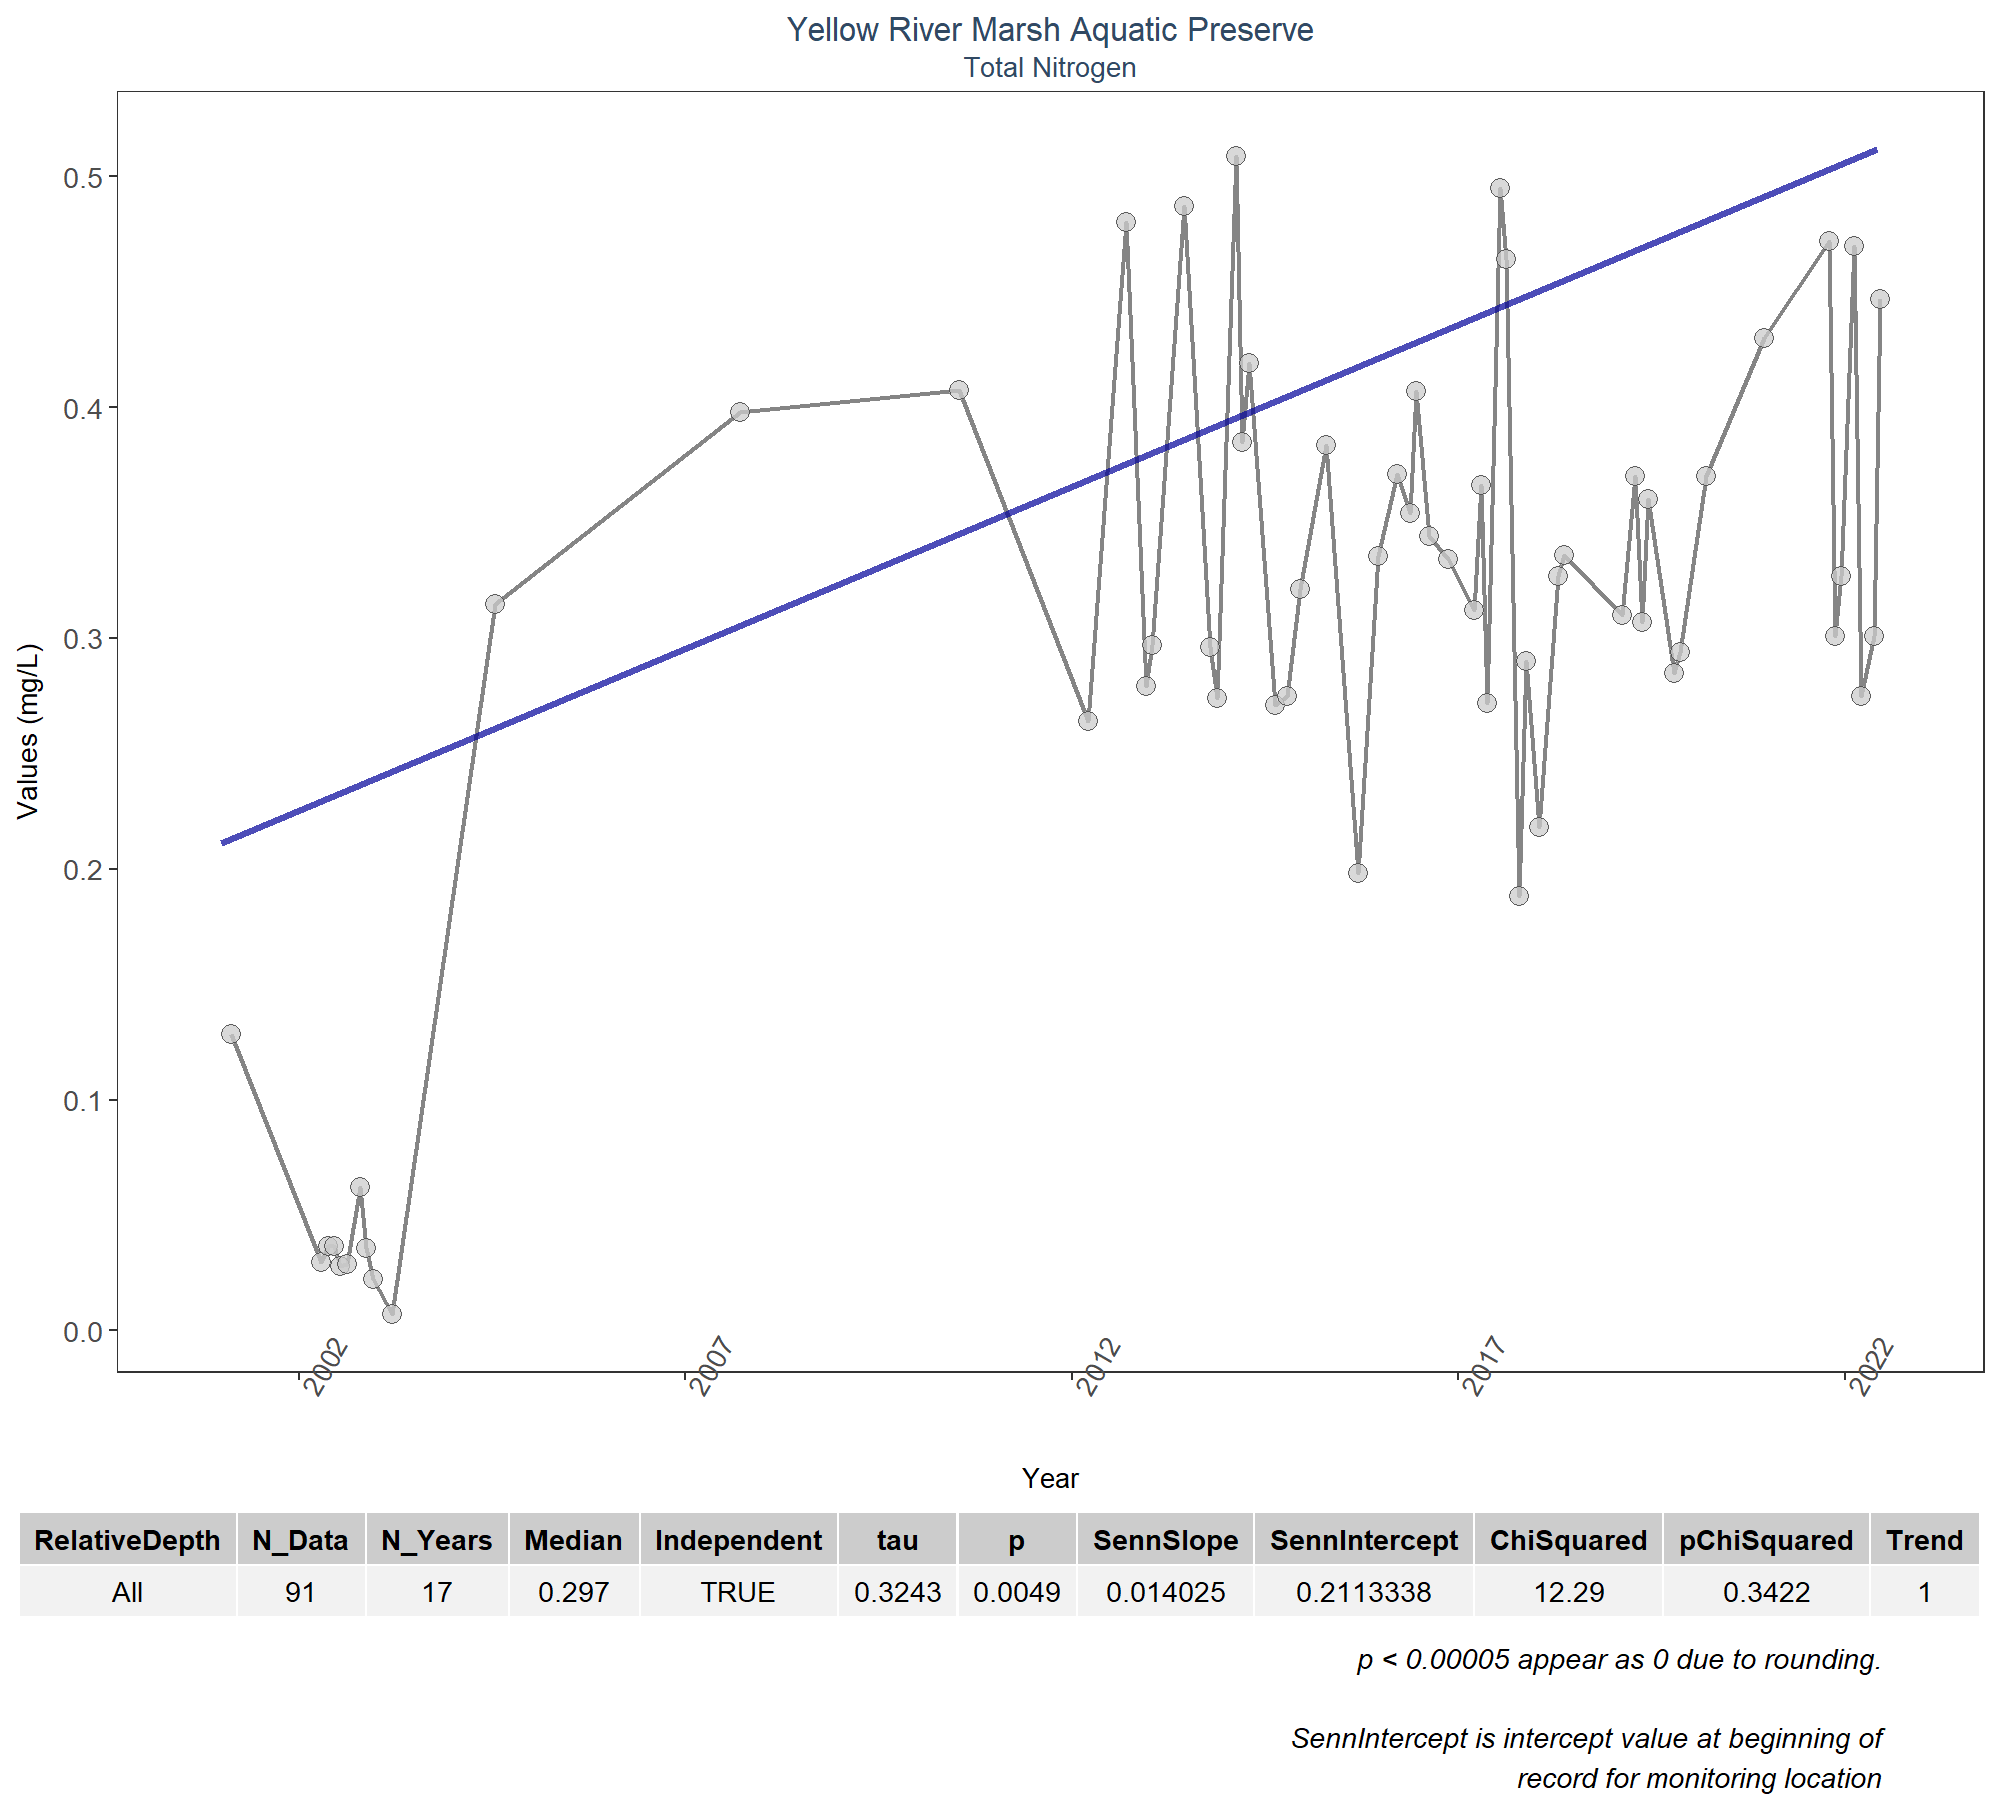 Yellow River Marsh Aquatic Preserve
Total Nitrogen
Values (mg/L)
0.5
0.4
0.3
0.2
0.1
0.0
2002 2007 2012 2017 2022
Year
RelativeDepth N_Data N_Years Median Independent tau p SennSlope SennIntercept ChiSquared pChiSquared Trend
All 91 17 0.297 TRUE 0.3243 0.0049 0.014025 0.2113338 12.29 0.3422 1
p < 0.00005 appear as 0 due to rounding.
SennIntercept is intercept value at beginning of
record for monitoring location